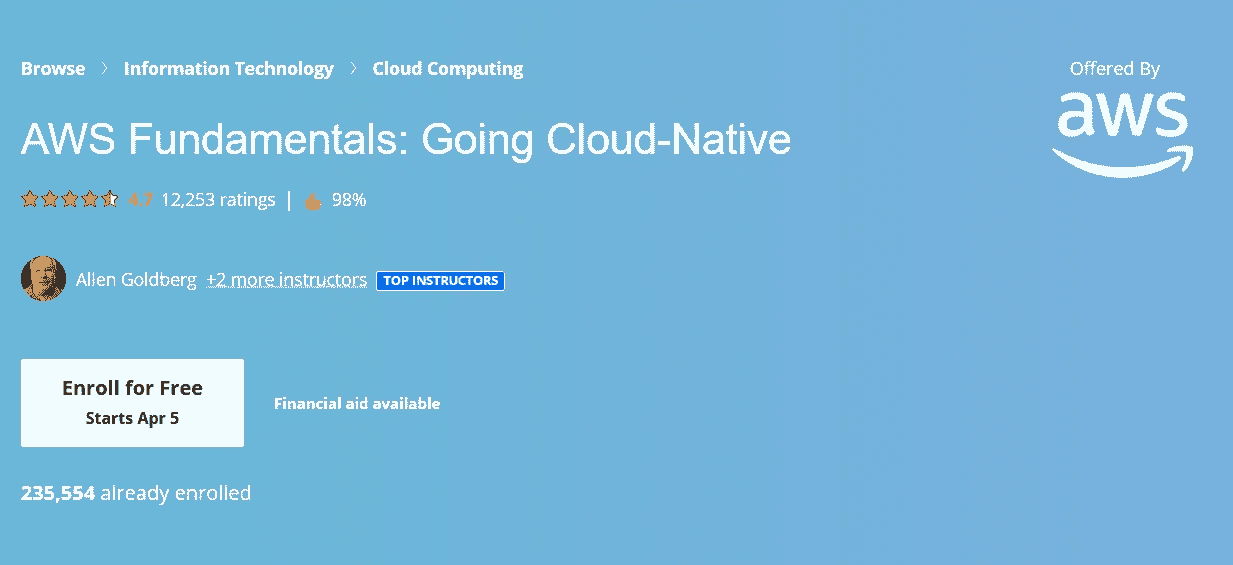 Browse > Information Technology > Cloud Computing
Offered By
aws
AWS Fundamentals: Going Cloud-Native
4.7 12,253 ratings | 98%
Allen Goldberg +2 more instructors TOP INSTRUCTORS
Enroll for Free
Starts Apr 5
Financial aid available
235,554 already enrolled